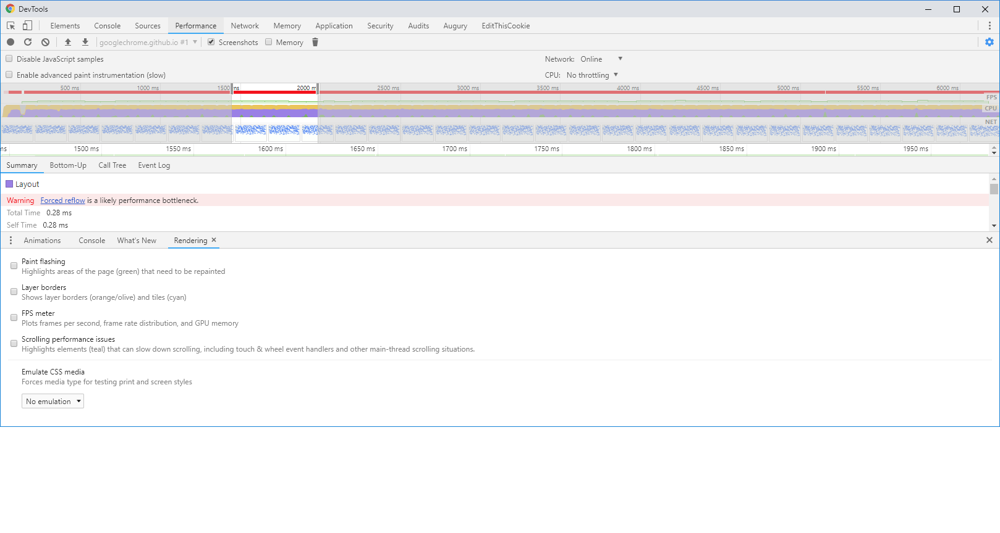 DevTools
Elements Console Sources Performance Network Memory Application Security Audits Augury EditThisCookie
googlechrome.github.io #1 Screenshots Memory
Disable JavaScript samples Network: Online
Enable advanced paint instrumentation (slow) CPU: No throttling
500 ms 1000 ms 1500 ms 2000 m 2500 ms 3000 ms 3500 ms 4000 ms 4500 ms 5000 ms 5500 ms 6000 ms
FPS
CPU
NET
ns 1500 ms 1550 ms 1600 ms 1650 ms 1700 ms 1750 ms 1800 ms 1850 ms 1900 ms 1950 ms
Summary Bottom-Up Call Tree Event Log
Layout
Warning Forced reflow is a likely performance bottleneck.
Total Time 0.28 ms
Self Time 0.28 ms
Animations Console What's New Rendering
Paint flashing
Highlights areas of the page (green) that need to be repainted
Layer borders
Shows layer borders (orange/olive) and tiles (cyan)
FPS meter
Plots frames per second, frame rate distribution, and GPU memory
Scrolling performance issues
Highlights elements (teal) that can slow down scrolling, including touch & wheel event handlers and other main-thread scrolling situations.
Emulate CSS media
Forces media type for testing print and screen styles
No emulation